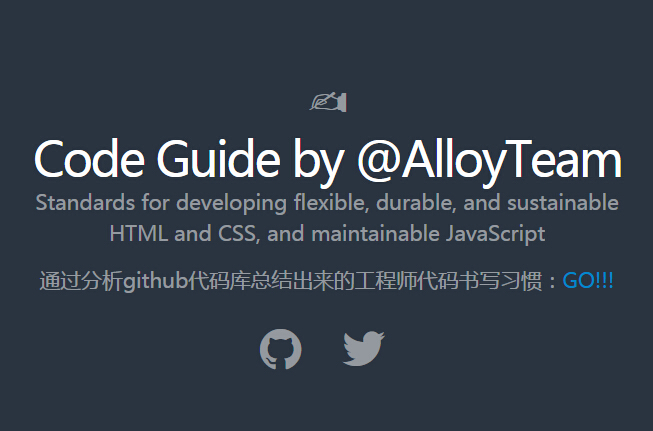 Code Guide by @AlloyTeam
Standards for developing flexible, durable, and sustainable
HTML and CSS, and maintainable JavaScript
通过分析github代码库总结出来的工程师代码书写习惯：GO!!!